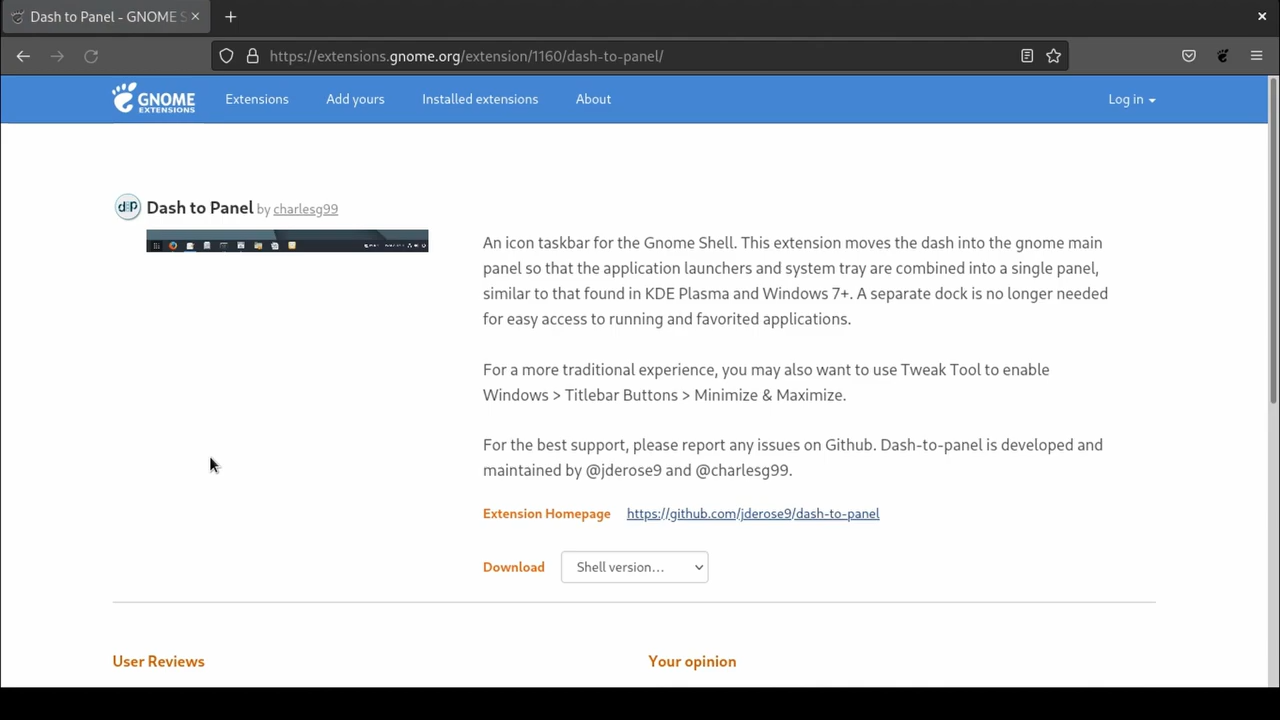 Dash to Panel - GNOME S
https://extensions.gnome.org/extension/1160/dash-to-panel/
GNOME
EXTENSIONS
Extensions
Add yours
Installed extensions
About
Log in
d=p
Dash to Panel by charlesg99
An icon taskbar for the Gnome Shell. This extension moves the dash into the gnome main
panel so that the application launchers and system tray are combined into a single panel,
similar to that found in KDE Plasma and Windows 7+. A separate dock is no longer needed
for easy access to running and favorited applications.
For a more traditional experience, you may also want to use Tweak Tool to enable
Windows > Titlebar Buttons > Minimize & Maximize.
For the best support, please report any issues on Github. Dash-to-panel is developed and
maintained by @jderose9 and @charlesg99.
Extension Homepage https://github.com/jderose9/dash-to-panel
Download Shell version...
User Reviews
Your opinion